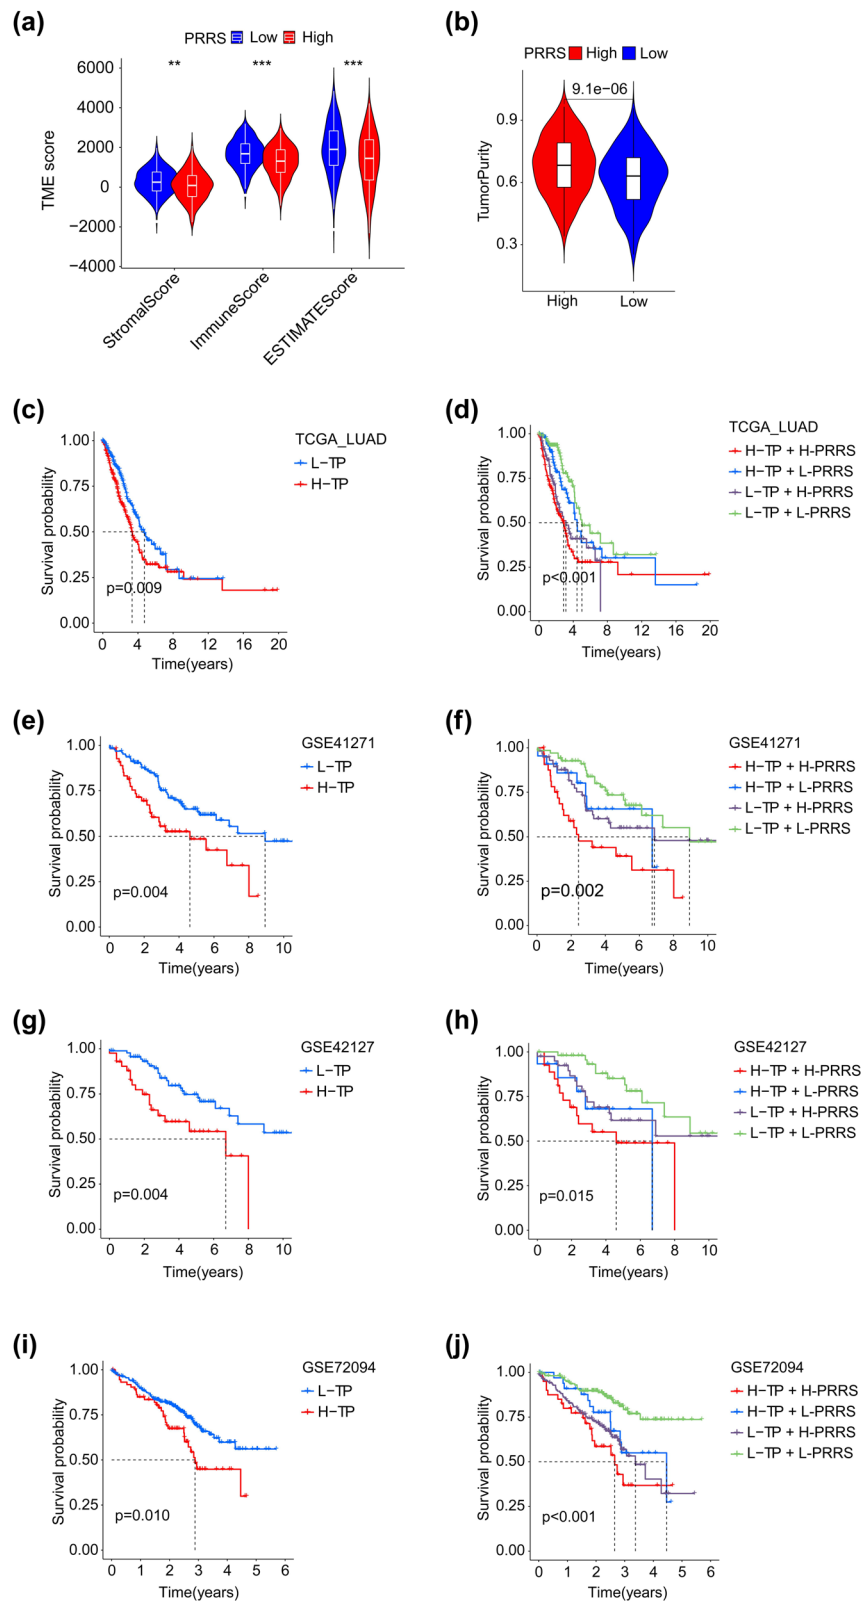 (a)
PRRS Low High
** *** ***
6000
4000
2000
0
−2000
−4000
TME score
StromalScore
ImmuneScore
ESTIMATEScore
(b)
PRRS High Low
9.1e−06
0.9
0.6
0.3
TumorPurity
High Low
(c)
TCGA_LUAD
L−TP
H−TP
1.00
0.75
0.50
0.25
0.00
Survival probability
p=0.009
0 4 8 12 16 20
Time(years)
(d)
TCGA_LUAD
H−TP + H-PRRS
H−TP + L-PRRS
L−TP + H-PRRS
L−TP + L-PRRS
1.00
0.75
0.50
0.25
0.00
Survival probability
p<0.001
0 4 8 12 16 20
Time(years)
(e)
GSE41271
L−TP
H−TP
1.00
0.75
0.50
0.25
0.00
Survival probability
p=0.004
0 2 4 6 8 10
Time(years)
(f)
GSE41271
H−TP + H-PRRS
H−TP + L-PRRS
L−TP + H-PRRS
L−TP + L-PRRS
1.00
0.75
0.50
0.25
0.00
Survival probability
p=0.002
0 2 4 6 8 10
Time(years)
(g)
GSE42127
L−TP
H−TP
1.00
0.75
0.50
0.25
0.00
Survival probability
p=0.004
0 2 4 6 8 10
Time(years)
(h)
GSE42127
H−TP + H-PRRS
H−TP + L-PRRS
L−TP + H-PRRS
L−TP + L-PRRS
1.00
0.75
0.50
0.25
0.00
Survival probability
p=0.015
0 2 4 6 8 10
Time(years)
(i)
GSE72094
L−TP
H−TP
1.00
0.75
0.50
0.25
0.00
Survival probability
p=0.010
0 1 2 3 4 5 6
Time(years)
(j)
GSE72094
H−TP + H-PRRS
H−TP + L-PRRS
L−TP + H-PRRS
L−TP + L-PRRS
1.00
0.75
0.50
0.25
0.00
Survival probability
p<0.001
0 1 2 3 4 5 6
Time(years)